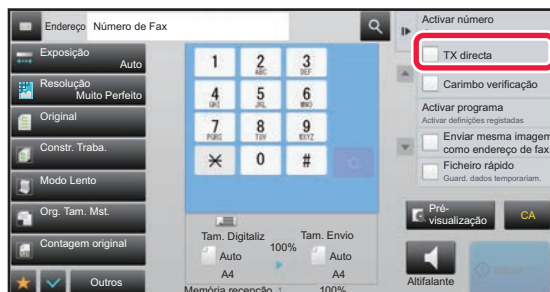 Endereço Número de Fax
Exposição
Auto
Resolução
Muito Perfeito
Original
Constr. Traba.
Modo Lento
Org. Tam. Mst.
Contagem original
Outros
1
2
ABC
3
DEF
4
GHI
5
JKL
6
MNO
7
PQRS
8
TUV
9
WXYZ
0
#
C
Tam. Digitaliz
100%
Tam. Envio
Auto
A4
Auto
A4
Memória recepção
100%
Activar número
TX directa
Carimbo verificação
Activar programa
Activar definições registadas
Enviar mesma imagem
como endereço de fax
Ficheiro rápido
Guard. dados temporariam.
Pré-
visualização
CA
Altifalante